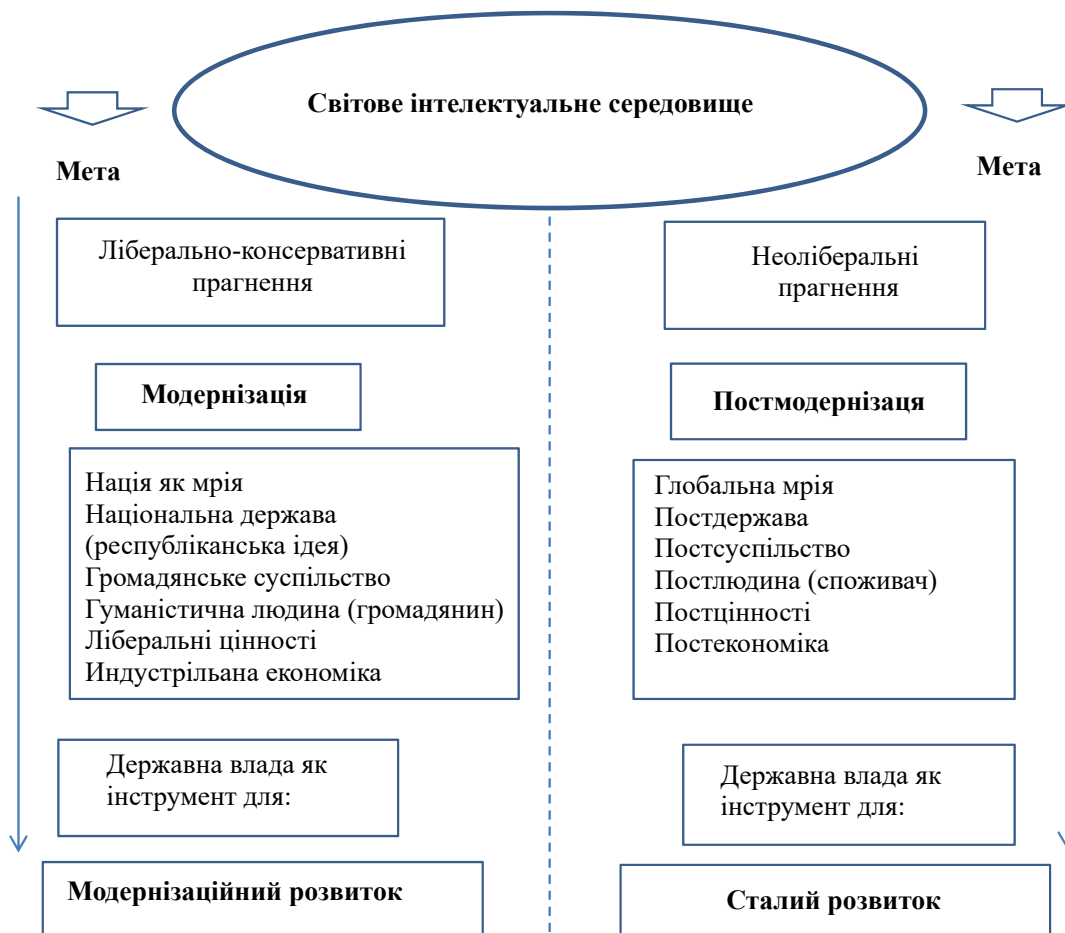 Світове інтелектуальне середовище
Мета
Мета
Ліберально-консервативні
прагнення
Неоліберальні
прагнення
Модернізація
Постмодернізаця
Нація як мрія
Національна держава
(республіканська ідея)
Громадянське суспільство
Гуманістична людина (громадянин)
Ліберальні цінності
Индустрільана економіка
Глобальна мрія
Постдержава
Постсуспільство
Постлюдина (споживач)
Постцінності
Постекономіка
Державна влада як
інструмент для:
Державна влада як
інструмент для:
Модернізаційний розвиток
Сталий розвиток